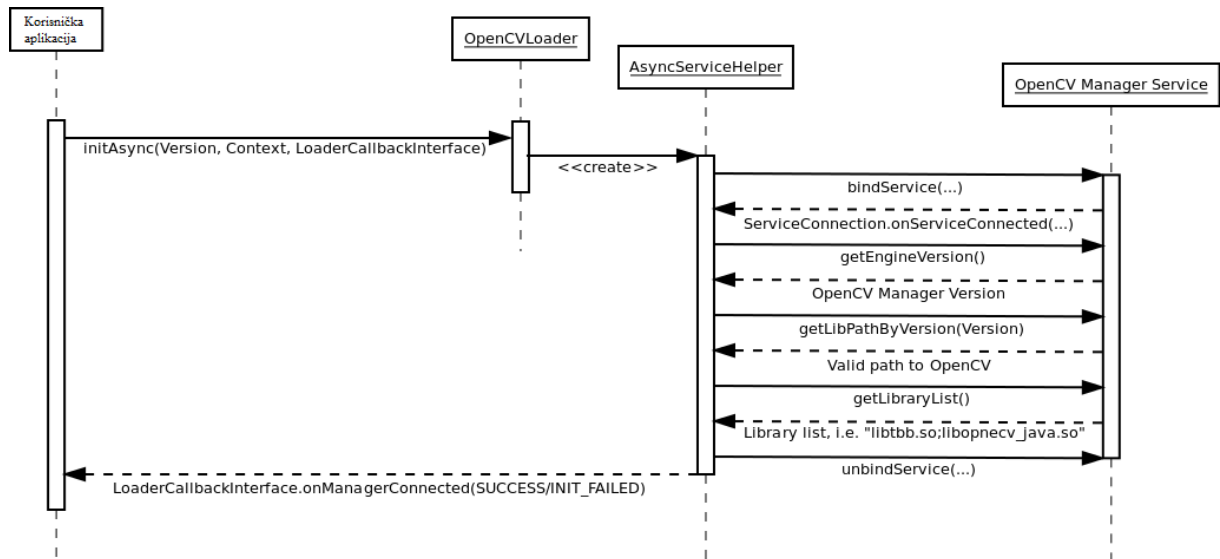 Korisnička
aplikacija
OpenCVLoader
AsyncServiceHelper
OpenCV Manager Service
initAsync(Version, Context, LoaderCallbackInterface)
<<create>>
bindService(...)
ServiceConnection.onServiceConnected(...)
getEngineVersion()
OpenCV Manager Version
getLibPathByVersion(Version)
Valid path to OpenCV
getLibraryList()
Library list, i.e. "libtbb.so;libopnecv_java.so"
unbindService(...)
LoaderCallbackInterface.onManagerConnected(SUCCESS/INIT_FAILED)